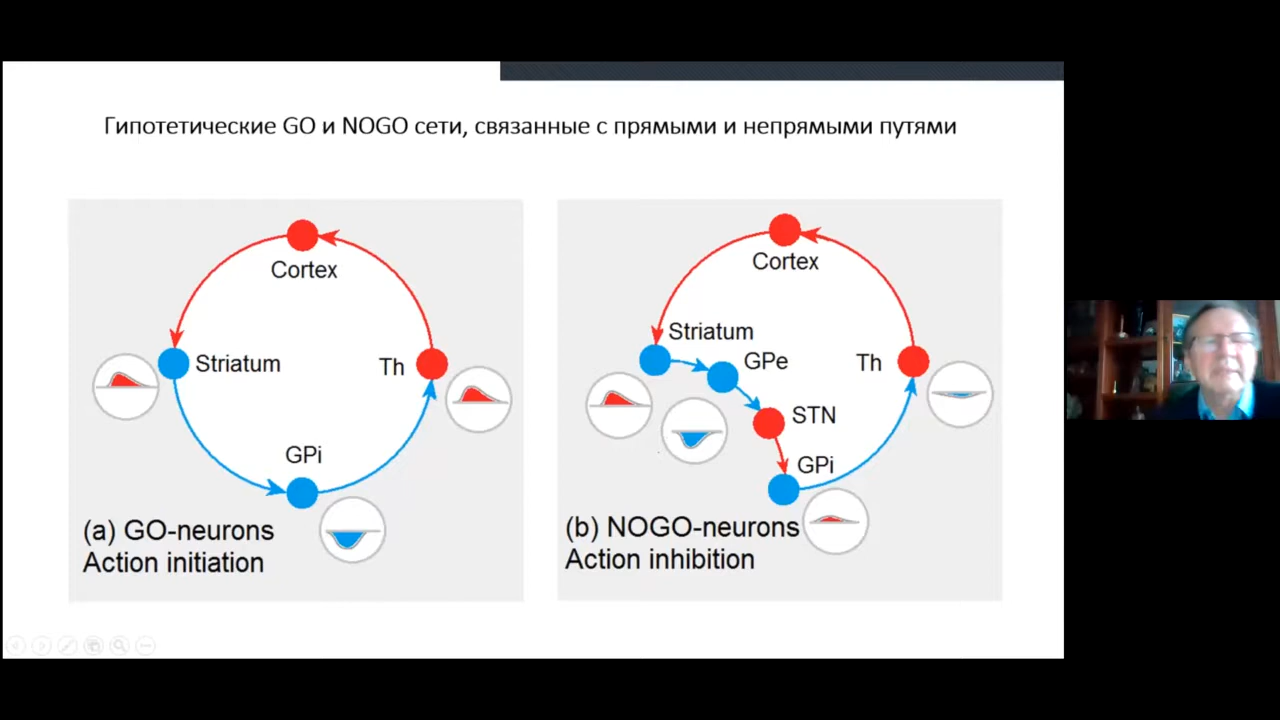 Гипотетические GO и NOGO сети, связанные с прямыми и непрямыми путями
Cortex
Striatum
Th
GPi
(a) GO-neurons
Action initiation
Cortex
Striatum
GPe
Th
STN
GPi
(b) NOGO-neurons
Action inhibition